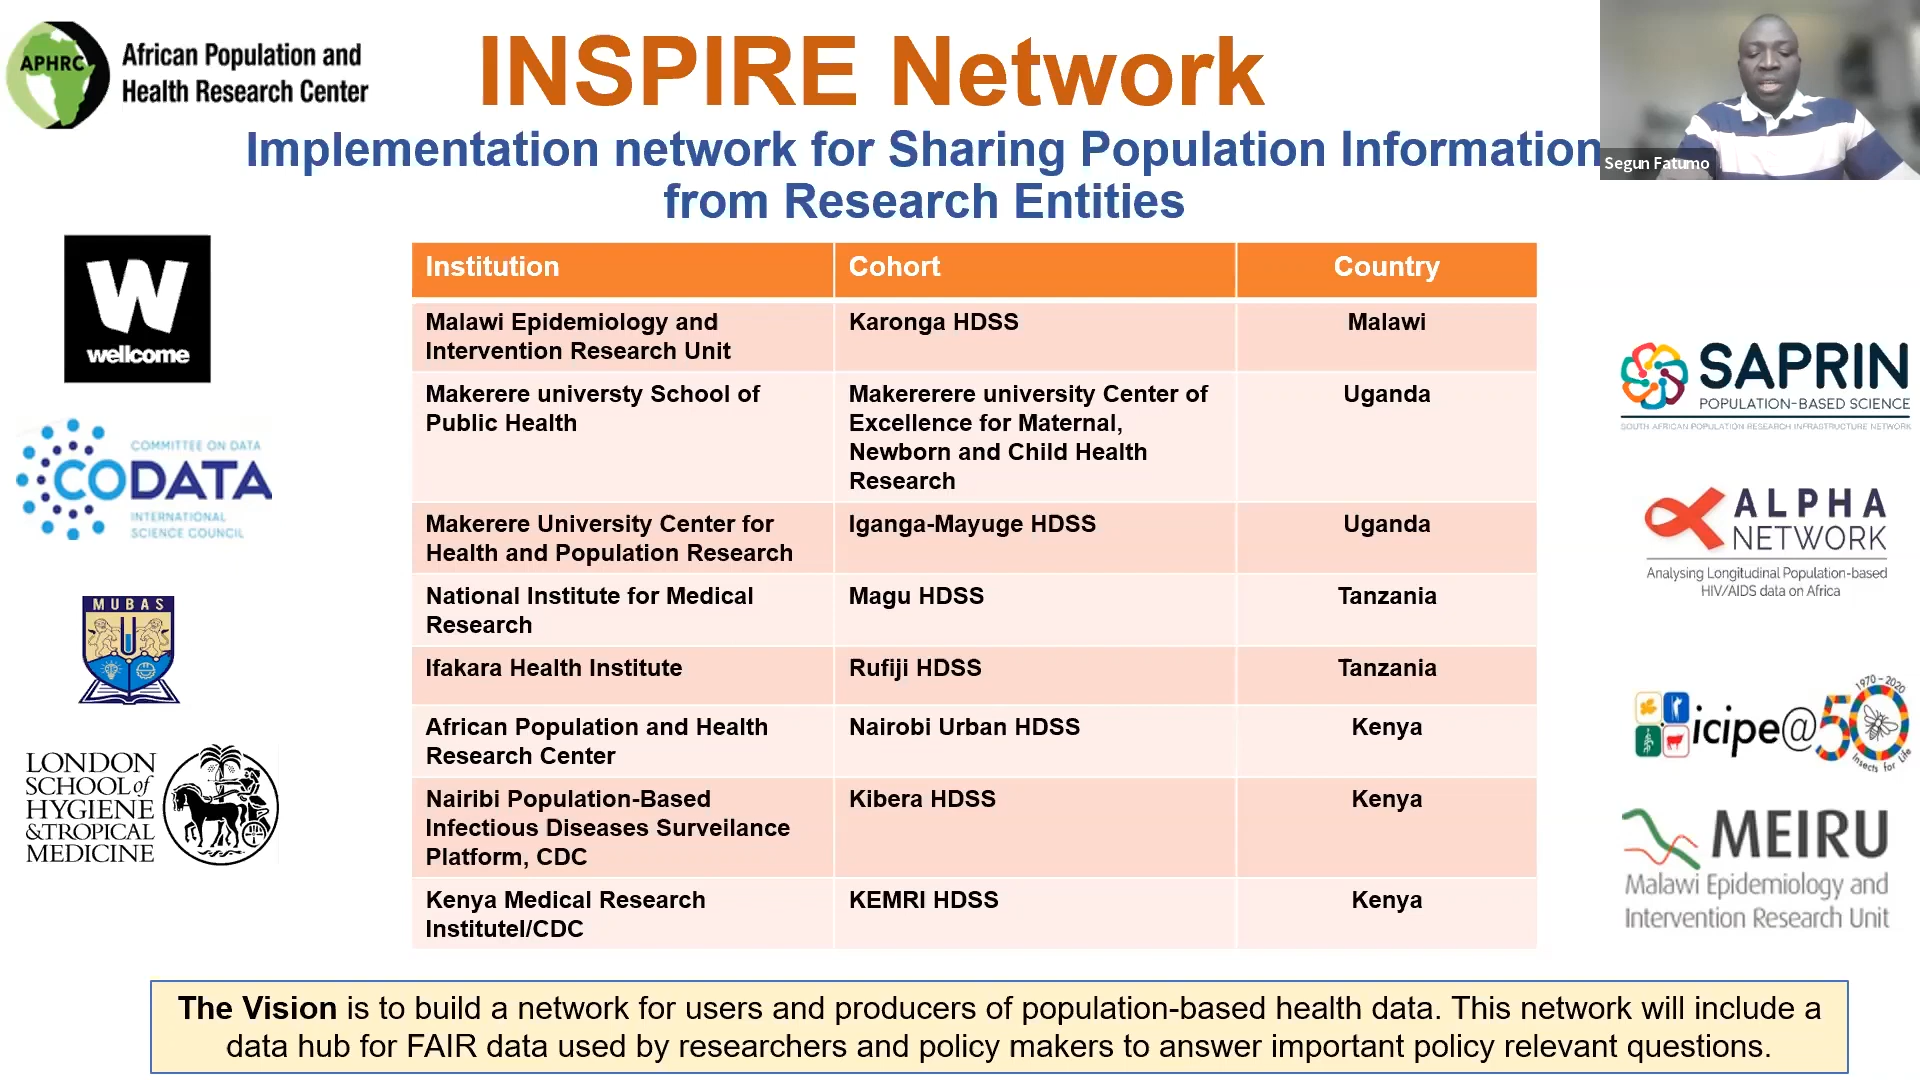 APHRC
African Population and
Health Research Center
INSPIRE Network
Implementation network for Sharing Population Information
from Research Entities
Segun Fatumo
W
wellcome
COMMITTEE ON DATA
CODATA
INTERNATIONAL
SCIENCE COUNCIL
MUBAS
LONDON
SCHOOL of
HYGIENE
& TROPICAL
MEDICINE
Institution Cohort Country
Malawi Epidemiology and
Intervention Research Unit
Karonga HDSS
Malawi
Makerere universty School of
Public Health
Makererere university Center of
Excellence for Maternal,
Newborn and Child Health
Research
Uganda
Makerere University Center for
Health and Population Research
Iganga-Mayuge HDSS
Uganda
National Institute for Medical
Research
Magu HDSS
Tanzania
Ifakara Health Institute
Rufiji HDSS
Tanzania
African Population and Health
Research Center
Nairobi Urban HDSS
Kenya
Nairibi Population-Based
Infectious Diseases Surveilance
Platform, CDC
Kibera HDSS
Kenya
Kenya Medical Research
Institutel/CDC
KEMRI HDSS
Kenya
SAPRIN
POPULATION-BASED SCIENCE
SOUTH AFRICAN POPULATION RESEARCH INFRASTRUCTURE NETWORK
ALPHA
NETWORK
Analysing Longitudinal Population-based
HIV/AIDS data on Africa
1970-2020
icipe@50
Insects for Life
MEIRU
Malawi Epidemiology and
Intervention Research Unit
The Vision is to build a network for users and producers of population-based health data. This network will include a
data hub for FAIR data used by researchers and policy makers to answer important policy relevant questions.